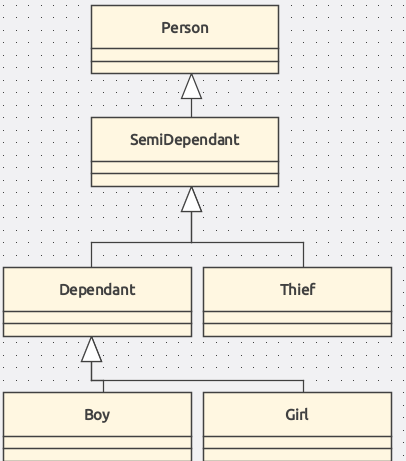 Person
SemiDependant
Dependant
Thief
Boy
Girl